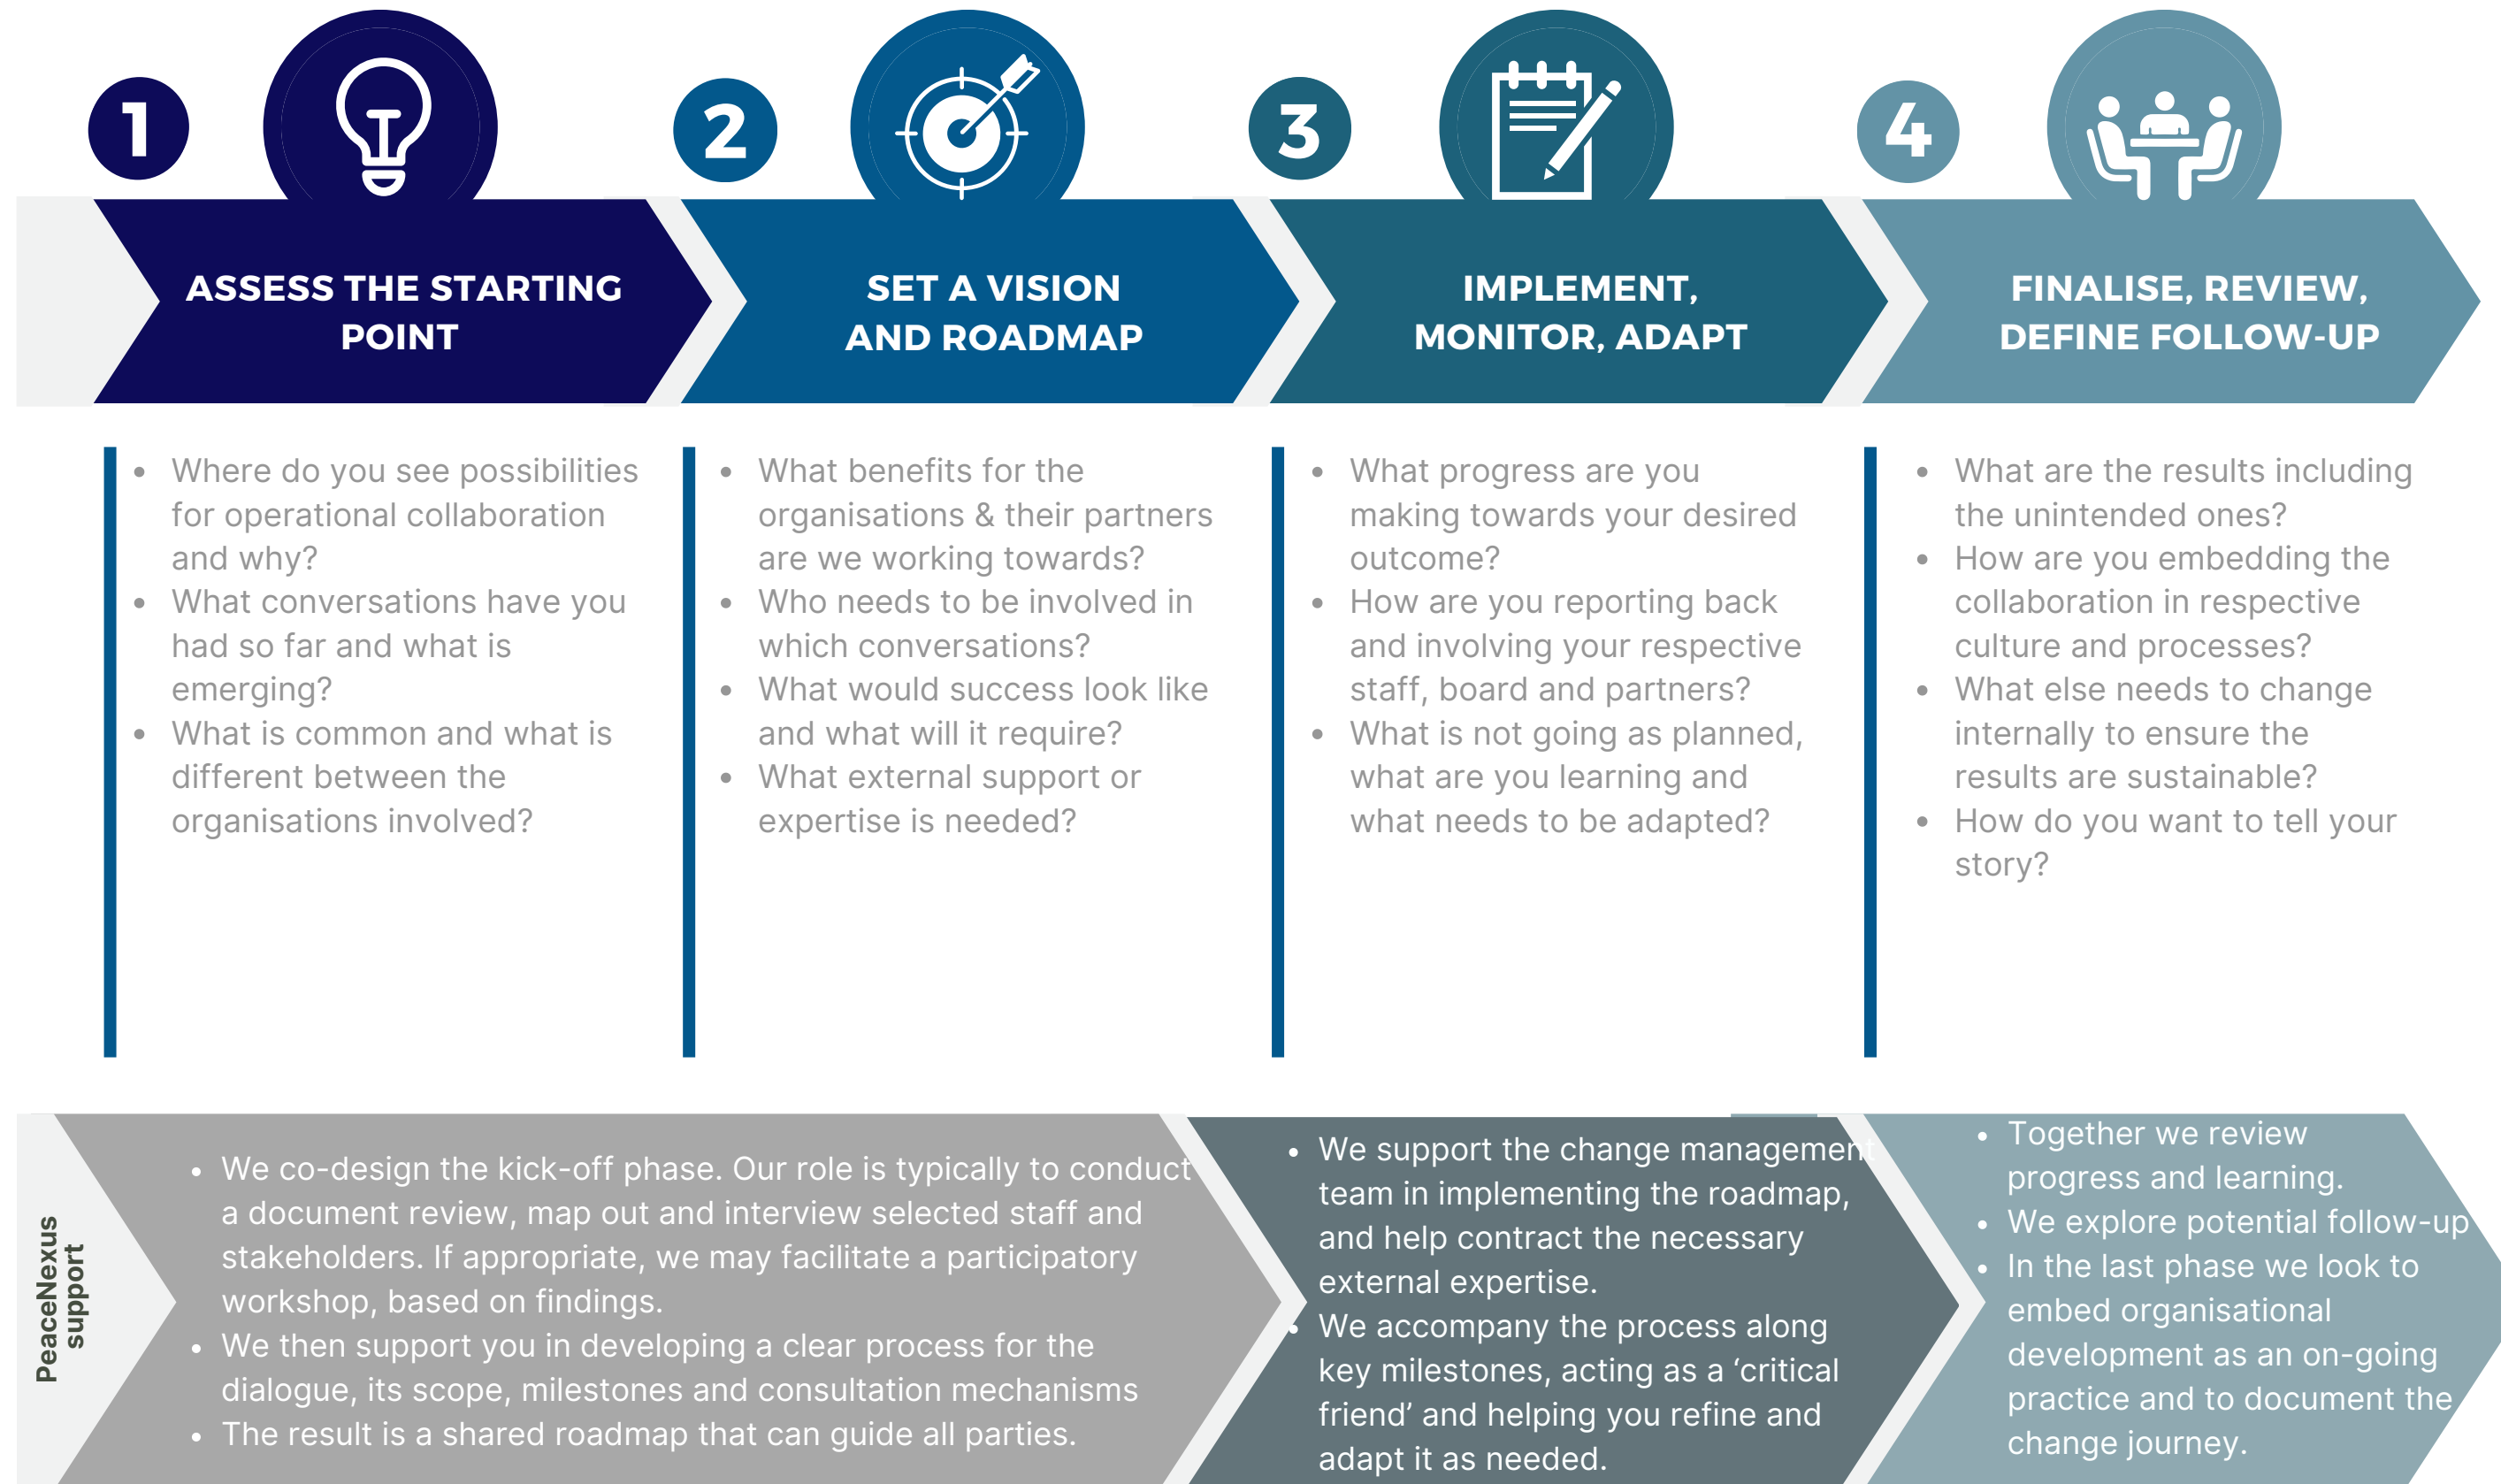 1
ASSESS THE STARTING
POINT
2
SET A VISION
AND ROADMAP
3
IMPLEMENT,
MONITOR, ADAPT
4
FINALISE, REVIEW,
DEFINE FOLLOW-UP
• Where do you see possibilities
for operational collaboration
and why?
• What conversations have you
had so far and what is
emerging?
• What is common and what is
different between the
organisations involved?
• What benefits for the
organisations & their partners
are we working towards?
• Who needs to be involved in
which conversations?
• What would success look like
and what will it require?
• What external support or
expertise is needed?
• What progress are you
making towards your desired
outcome?
• How are you reporting back
and involving your respective
staff, board and partners?
• What is not going as planned,
what are you learning and
what needs to be adapted?
• What are the results including
the unintended ones?
• How are you embedding the
collaboration in respective
culture and processes?
• What else needs to change
internally to ensure the
results are sustainable?
• How do you want to tell your
story?
PeaceNexus
support
• We co-design the kick-off phase. Our role is typically to conduct
a document review, map out and interview selected staff and
stakeholders. If appropriate, we may facilitate a participatory
workshop, based on findings.
• We then support you in developing a clear process for the
dialogue, its scope, milestones and consultation mechanisms
• The result is a shared roadmap that can guide all parties.
• We support the change management
team in implementing the roadmap,
and help contract the necessary
external expertise.
• We accompany the process along
key milestones, acting as a ‘critical
friend’ and helping you refine and
adapt it as needed.
• Together we review
progress and learning.
• We explore potential follow-up
• In the last phase we look to
embed organisational
development as an on-going
practice and to document the
change journey.